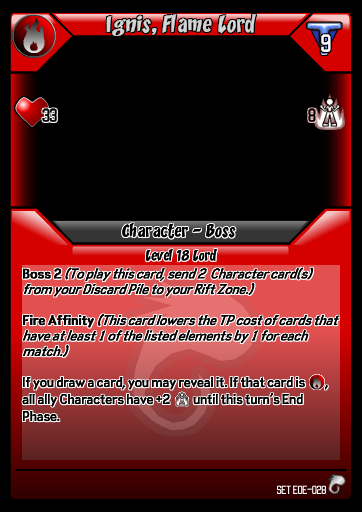 Ignis, Flame Lord
9
33
8
Character - Boss
Level 18 Lord
Boss 2 (To play this card, send 2 Character card(s)
from your Discard Pile to your Rift Zone.)
Fire Affinity (This card lowers the TP cost of cards that
have at least 1 of the listed elements by 1 for each
match.)
If you draw a card, you may reveal it. If that card is ,
all ally Characters have +2 until this turn's End
Phase.
SET EOE-028